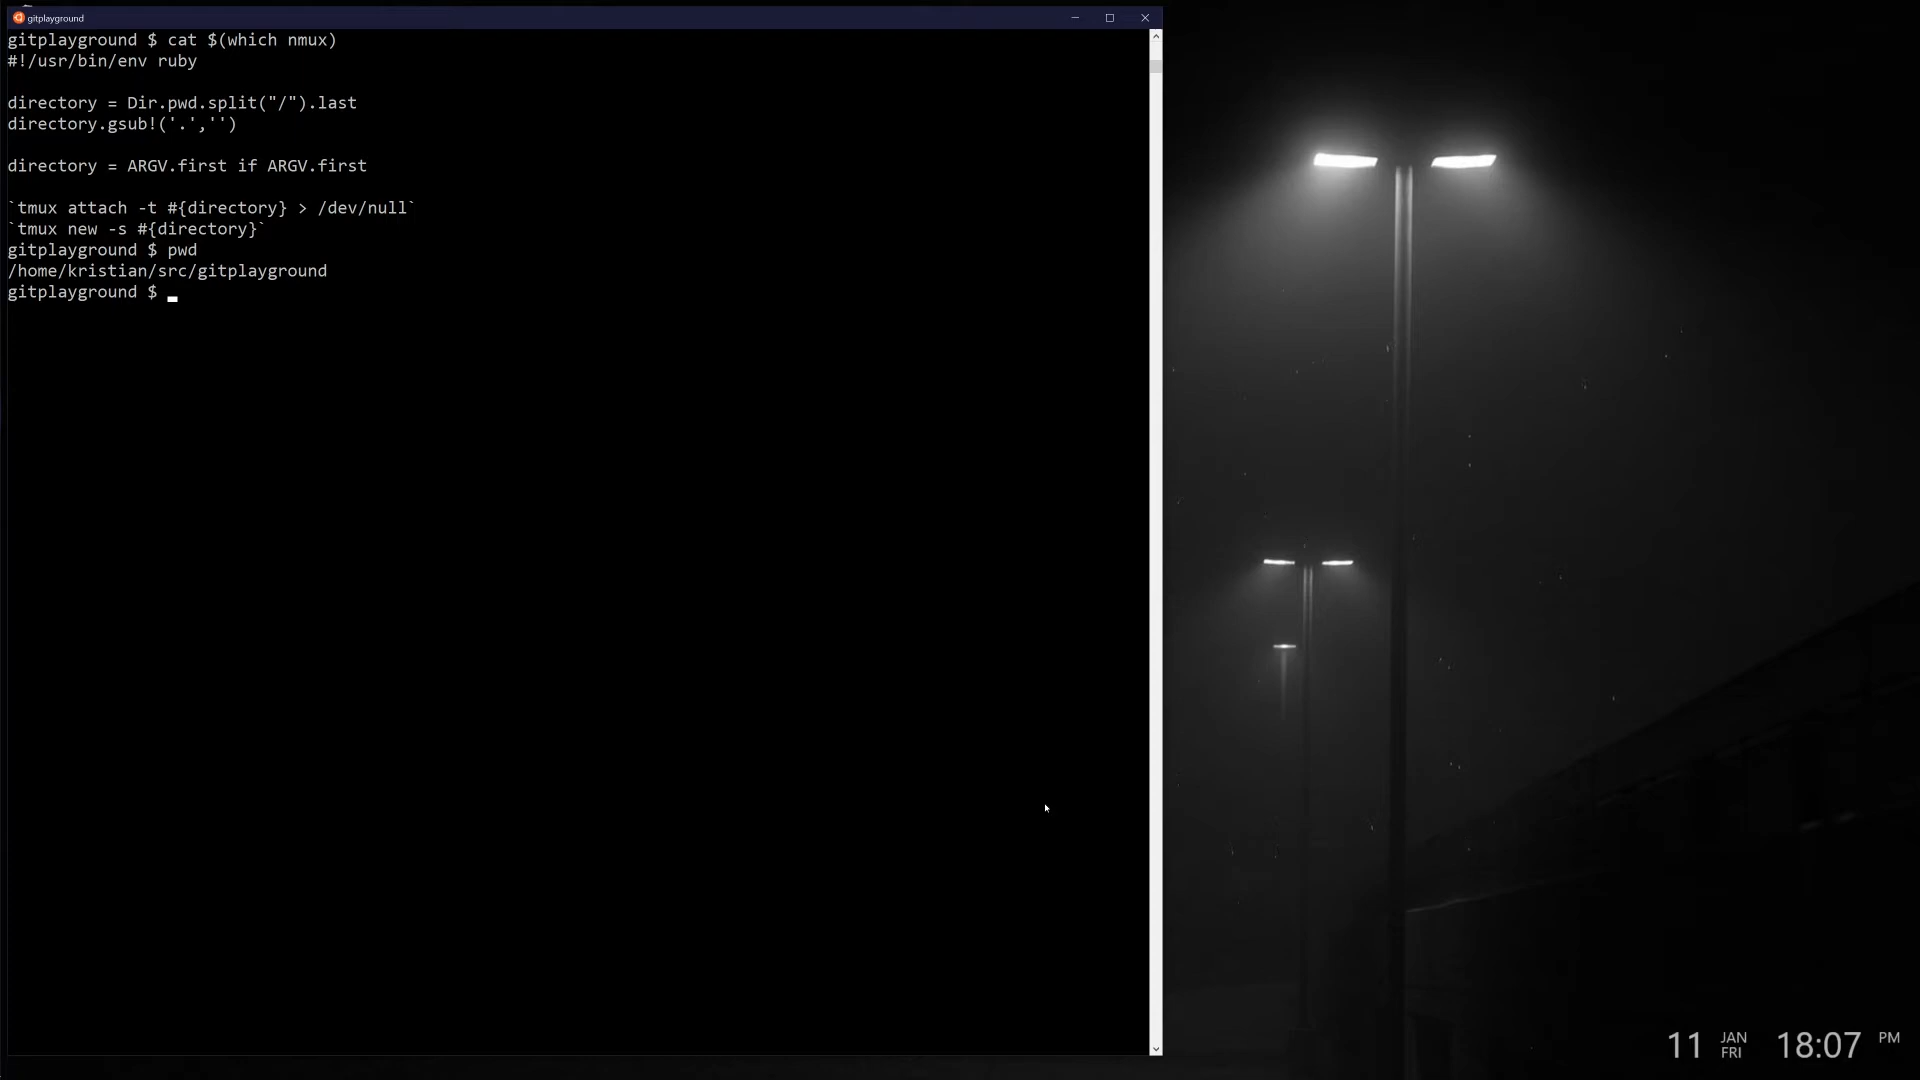 gitplayground
gitplayground $ cat $(which nmux)
#!/usr/bin/env ruby
directory = Dir.pwd.split("/").last
directory.gsub!('.','')
directory = ARGV.first if ARGV.first
`tmux attach -t #{directory} > /dev/null`
`tmux new -s #{directory}`
gitplayground $ pwd
/home/kristian/src/gitplayground
gitplayground $
11 JAN FRI 18:07 PM